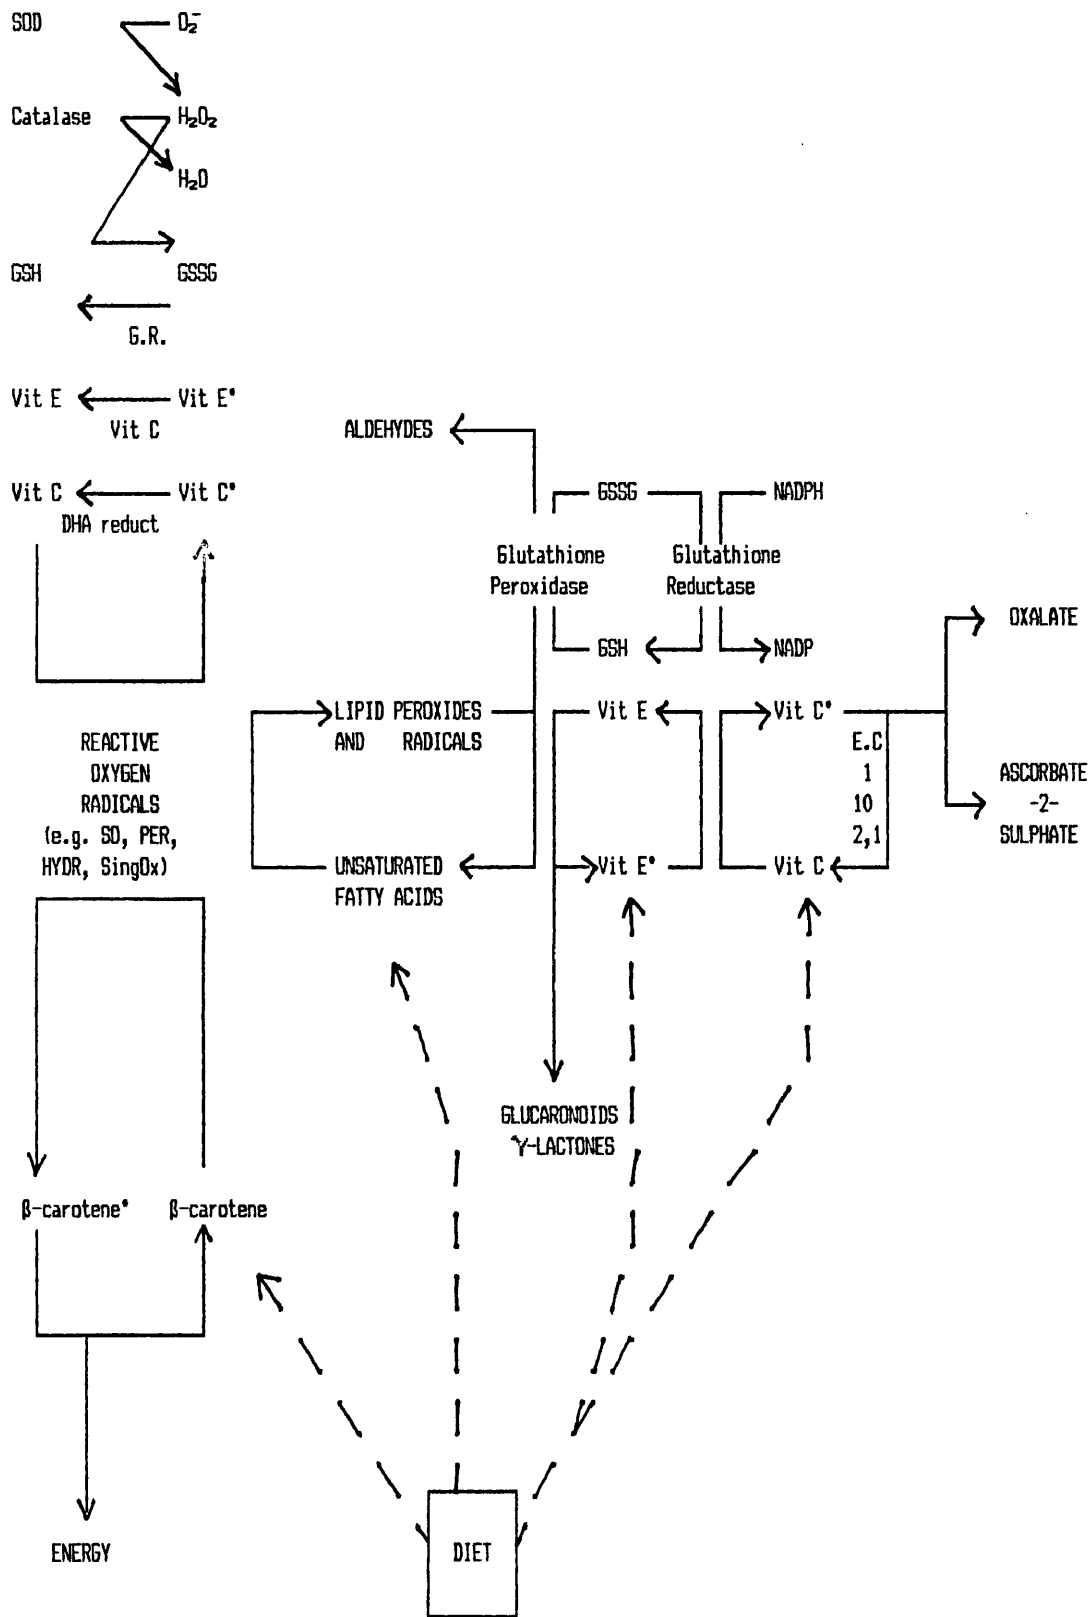 SOD O₂⁻
Catalase H₂O₂
H₂O
GSH GSSG
G.R.
Vit E Vit E•
Vit C
Vit C Vit C•
DHA reduct
ALDEHYDES
GSSG NADPH
Glutathione Glutathione
Peroxidase Reductase
GSH NADP
OXALATE
LIPID PEROXIDES
AND RADICALS
Vit E Vit C•
E.C
1
10
2,1
ASCORBATE
-2-
SULPHATE
REACTIVE
OXYGEN
RADICALS
(e.g. SO, PER,
HYDR, SingOx)
UNSATURATED
FATTY ACIDS
Vit E• Vit C
GLUCARONOIDS
γ-LACTONES
β-carotene• β-carotene
ENERGY
DIET